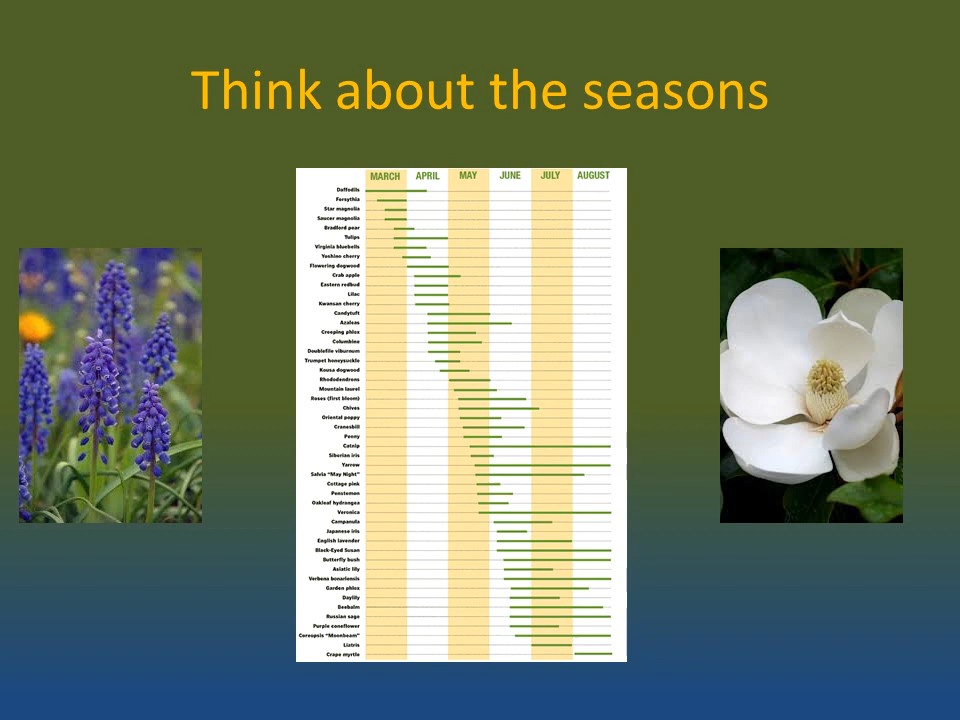 Think about the seasons
MARCH APRIL MAY JUNE JULY AUGUST
Daffodils
Forsythia
Star magnolia
Saucer magnolia
Bradford pear
Tulips
Virginia bluebells
Yoshino cherry
Flowering dogwood
Crab apple
Eastern redbud
Lilac
Kwansan cherry
Candytuft
Azaleas
Creeping phlox
Columbine
Doublefile viburnum
Trumpet honeysuckle
Kousa dogwood
Rhododendrons
Mountain laurel
Roses (first bloom)
Chives
Oriental poppy
Cranesbill
Peony
Catnip
Siberian iris
Yarrow
Salvia "May Night"
Cottage pink
Penstemon
Oakleaf hydrangea
Veronica
Campanula
Japanese iris
English lavender
Black-Eyed Susan
Butterfly bush
Asiatic lily
Verbena bonariensis
Garden phlox
Daylily
Beebalm
Russian sage
Purple coneflower
Coreopsis "Moonbeam"
Liatris
Crape myrtle